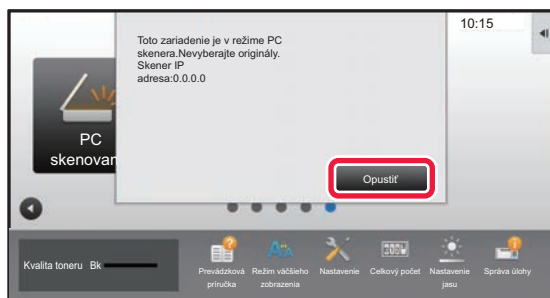 10:15
Toto zariadenie je v režime PC
skenera.Nevyberajte originály.
Skener IP
adresa:0.0.0.0
PC
skenovan
Opustiť
Kvalita toneru Bk
Prevádzková
príručka
Režim väčšieho
zobrazenia
Nastavenie
Celkový počet
Nastavenie
jasu
Správa úlohy